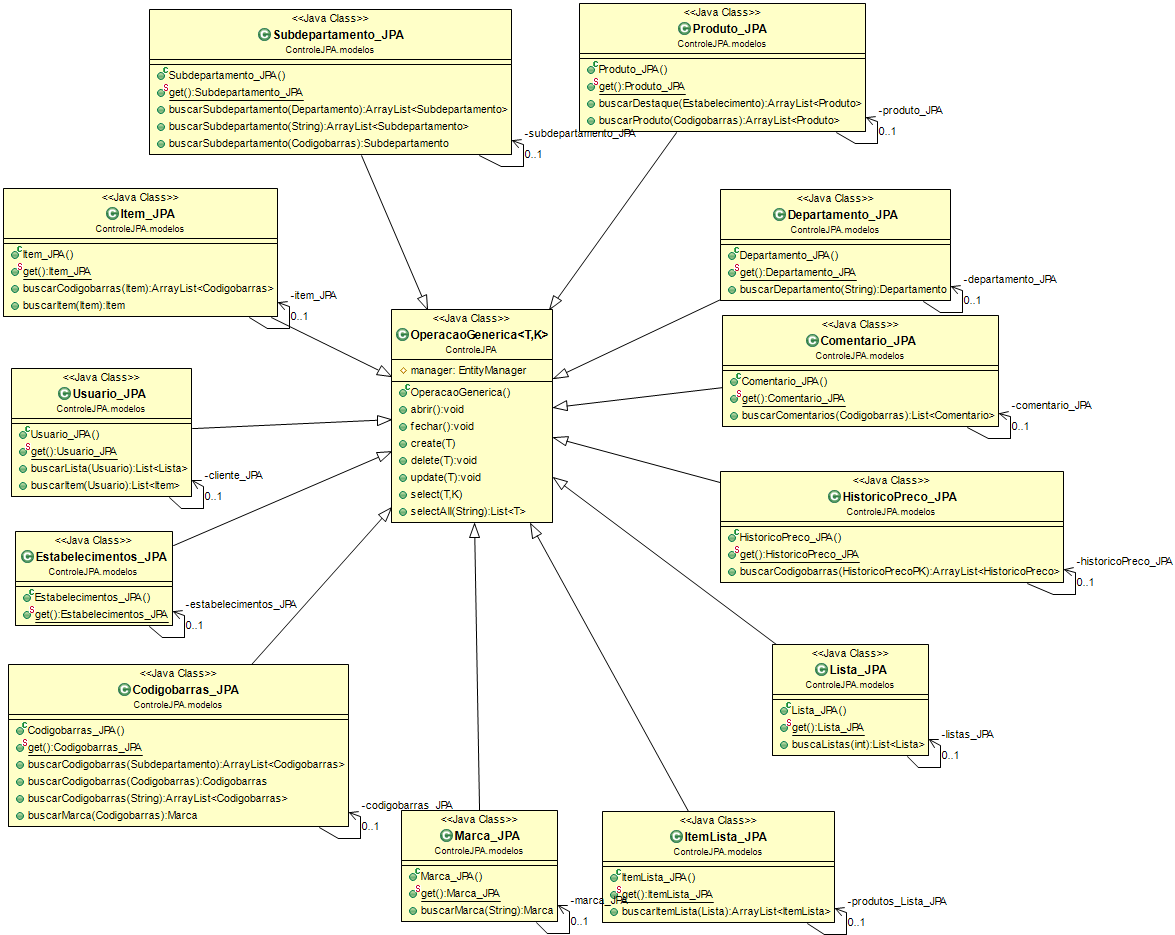 <<Java Class>>
Subdepartamento_JPA
ControleJPA.modelos
Subdepartamento_JPA()
get():Subdepartamento_JPA
buscarSubdepartamento(Departamento):ArrayList<Subdepartamento>
buscarSubdepartamento(String):ArrayList<Subdepartamento>
buscarSubdepartamento(Codigobarras):Subdepartamento
-subdepartamento_JPA
0..1
<<Java Class>>
Produto_JPA
ControleJPA.modelos
Produto_JPA()
get():Produto_JPA
buscarDestaque(Estabelecimento):ArrayList<Produto>
buscarProduto(Codigobarras):ArrayList<Produto>
-produto_JPA
0..1
<<Java Class>>
Item_JPA
ControleJPA.modelos
Item_JPA()
get():Item_JPA
buscarCodigobarras(Item):ArrayList<Codigobarras>
buscarItem(Item):Item
-item_JPA
0..1
<<Java Class>>
Departamento_JPA
ControleJPA.modelos
Departamento_JPA()
get():Departamento_JPA
buscarDepartamento(String):Departamento
-departamento_JPA
0..1
<<Java Class>>
OperacaoGenerica<T,K>
ControleJPA
manager: EntityManager
OperacaoGenerica()
abrir():void
fechar():void
create(T)
delete(T):void
update(T):void
select(T,K)
selectAll(String):List<T>
<<Java Class>>
Comentario_JPA
ControleJPA.modelos
Comentario_JPA()
get():Comentario_JPA
buscarComentarios(Codigobarras):List<Comentario>
-comentario_JPA
0..1
<<Java Class>>
Usuario_JPA
ControleJPA.modelos
Usuario_JPA()
get():Usuario_JPA
buscarLista(Usuario):List<Lista>
buscarItem(Usuario):List<Item>
-cliente_JPA
0..1
<<Java Class>>
HistoricoPreco_JPA
ControleJPA.modelos
HistoricoPreco_JPA()
get():HistoricoPreco_JPA
buscarCodigobarras(HistoricoPrecoPK):ArrayList<HistoricoPreco>
-historicoPreco_JPA
0..1
<<Java Class>>
Estabelecimentos_JPA
ControleJPA.modelos
Estabelecimentos_JPA()
get():Estabelecimentos_JPA
-estabelecimentos_JPA
0..1
<<Java Class>>
Lista_JPA
ControleJPA.modelos
Lista_JPA()
get():Lista_JPA
buscaListas(int):List<Lista>
-listas_JPA
0..1
<<Java Class>>
Codigobarras_JPA
ControleJPA.modelos
Codigobarras_JPA()
get():Codigobarras_JPA
buscarCodigobarras(Subdepartamento):ArrayList<Codigobarras>
buscarCodigobarras(Codigobarras):Codigobarras
buscarCodigobarras(String):ArrayList<Codigobarras>
buscarMarca(Codigobarras):Marca
-codigobarras_JPA
0..1
<<Java Class>>
Marca_JPA
ControleJPA.modelos
Marca_JPA()
get():Marca_JPA
buscarMarca(String):Marca
-marca_JPA
0..1
<<Java Class>>
ItemLista_JPA
ControleJPA.modelos
ItemLista_JPA()
get():ItemLista_JPA
buscarItemLista(Lista):ArrayList<ItemLista>
-produtos_Lista_JPA
0..1